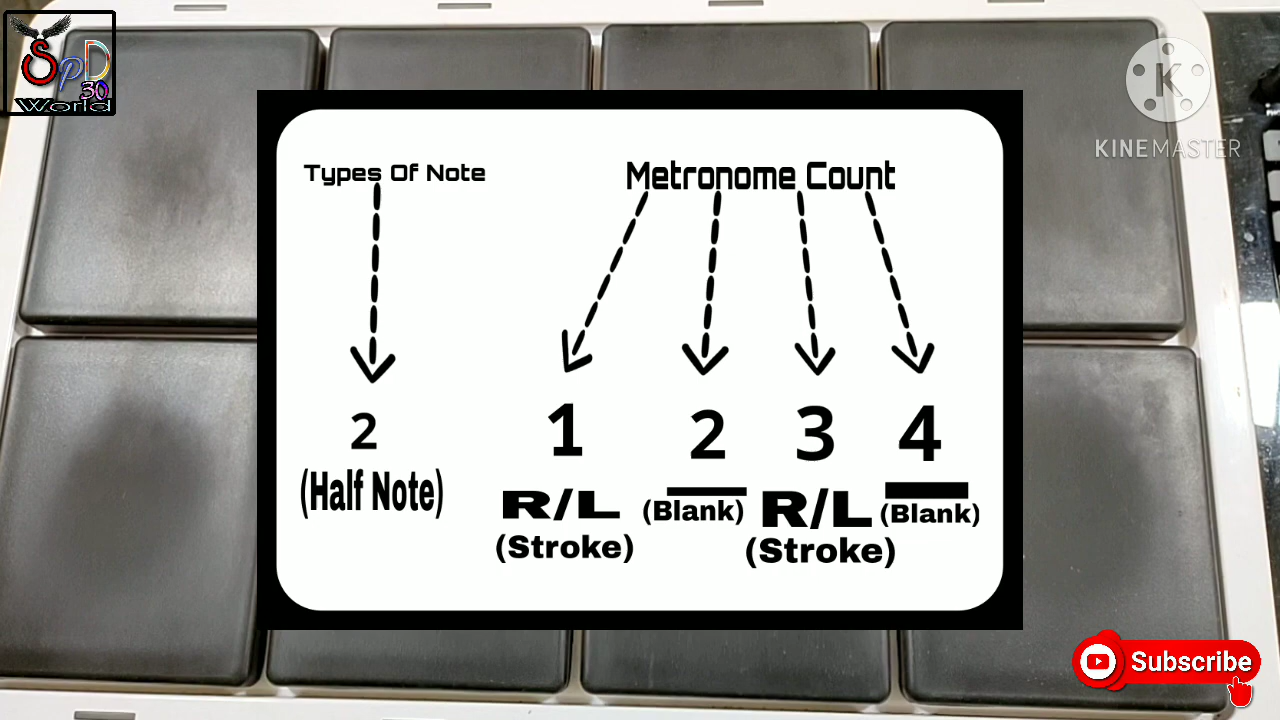 SpD
30
World
K
KINEMASTER
Types Of Note
Metronome Count
2
1
2
3
4
(Half Note)
R/L
(Blank)
R/L
(Blank)
(Stroke)
(Stroke)
Subscribe